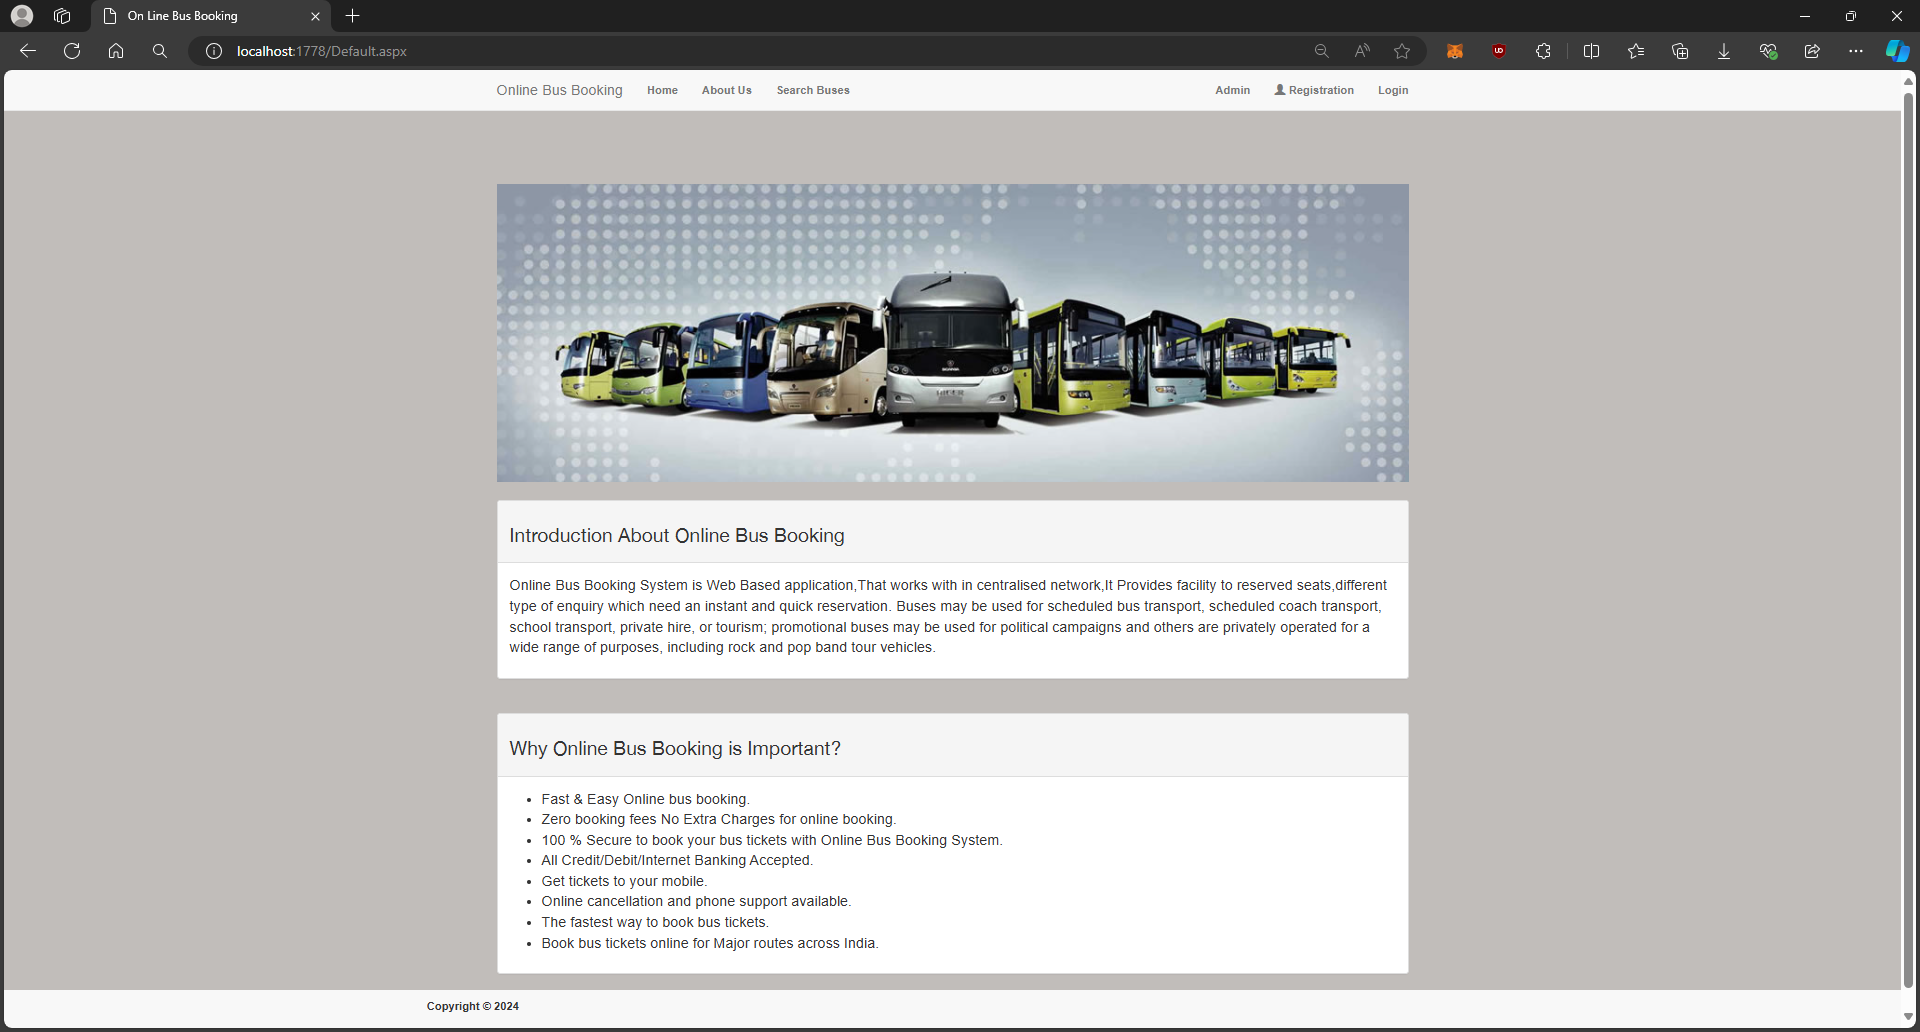 On Line Bus Booking
localhost:1778/Default.aspx
Online Bus Booking Home About Us Search Buses Admin Registration Login
SCANIA
Introduction About Online Bus Booking
Online Bus Booking System is Web Based application,That works with in centralised network,It Provides facility to reserved seats,different
type of enquiry which need an instant and quick reservation. Buses may be used for scheduled bus transport, scheduled coach transport,
school transport, private hire, or tourism; promotional buses may be used for political campaigns and others are privately operated for a
wide range of purposes, including rock and pop band tour vehicles.
Why Online Bus Booking is Important?
• Fast & Easy Online bus booking.
• Zero booking fees No Extra Charges for online booking.
• 100 % Secure to book your bus tickets with Online Bus Booking System.
• All Credit/Debit/Internet Banking Accepted.
• Get tickets to your mobile.
• Online cancellation and phone support available.
• The fastest way to book bus tickets.
• Book bus tickets online for Major routes across India.
Copyright © 2024